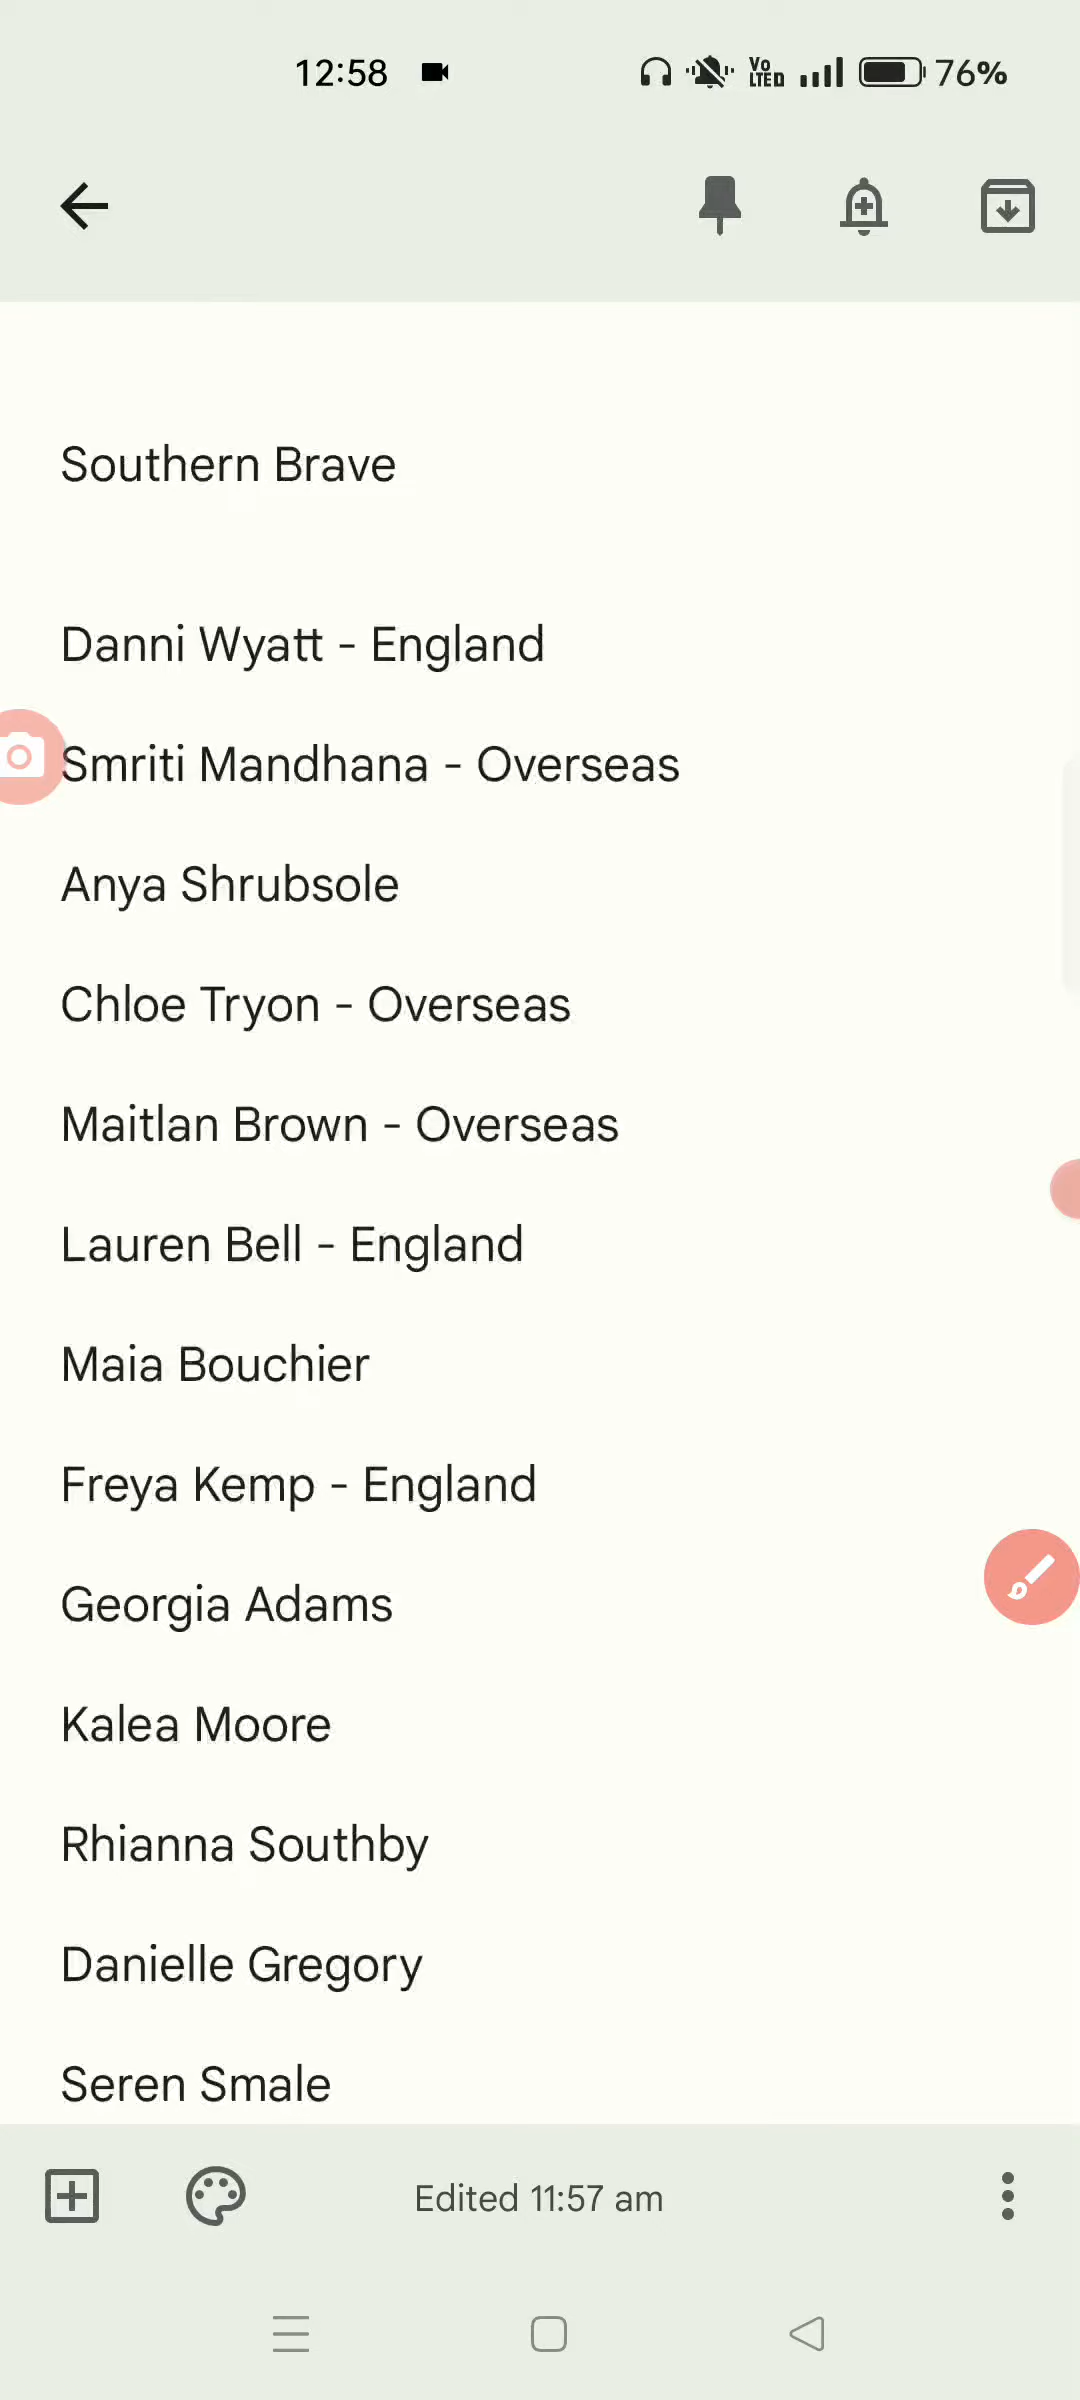 12:58 Vo LTED 76%
Southern Brave
Danni Wyatt - England
Smriti Mandhana - Overseas
Anya Shrubsole
Chloe Tryon - Overseas
Maitlan Brown - Overseas
Lauren Bell - England
Maia Bouchier
Freya Kemp - England
Georgia Adams
Kalea Moore
Rhianna Southby
Danielle Gregory
Seren Smale
Edited 11:57 am